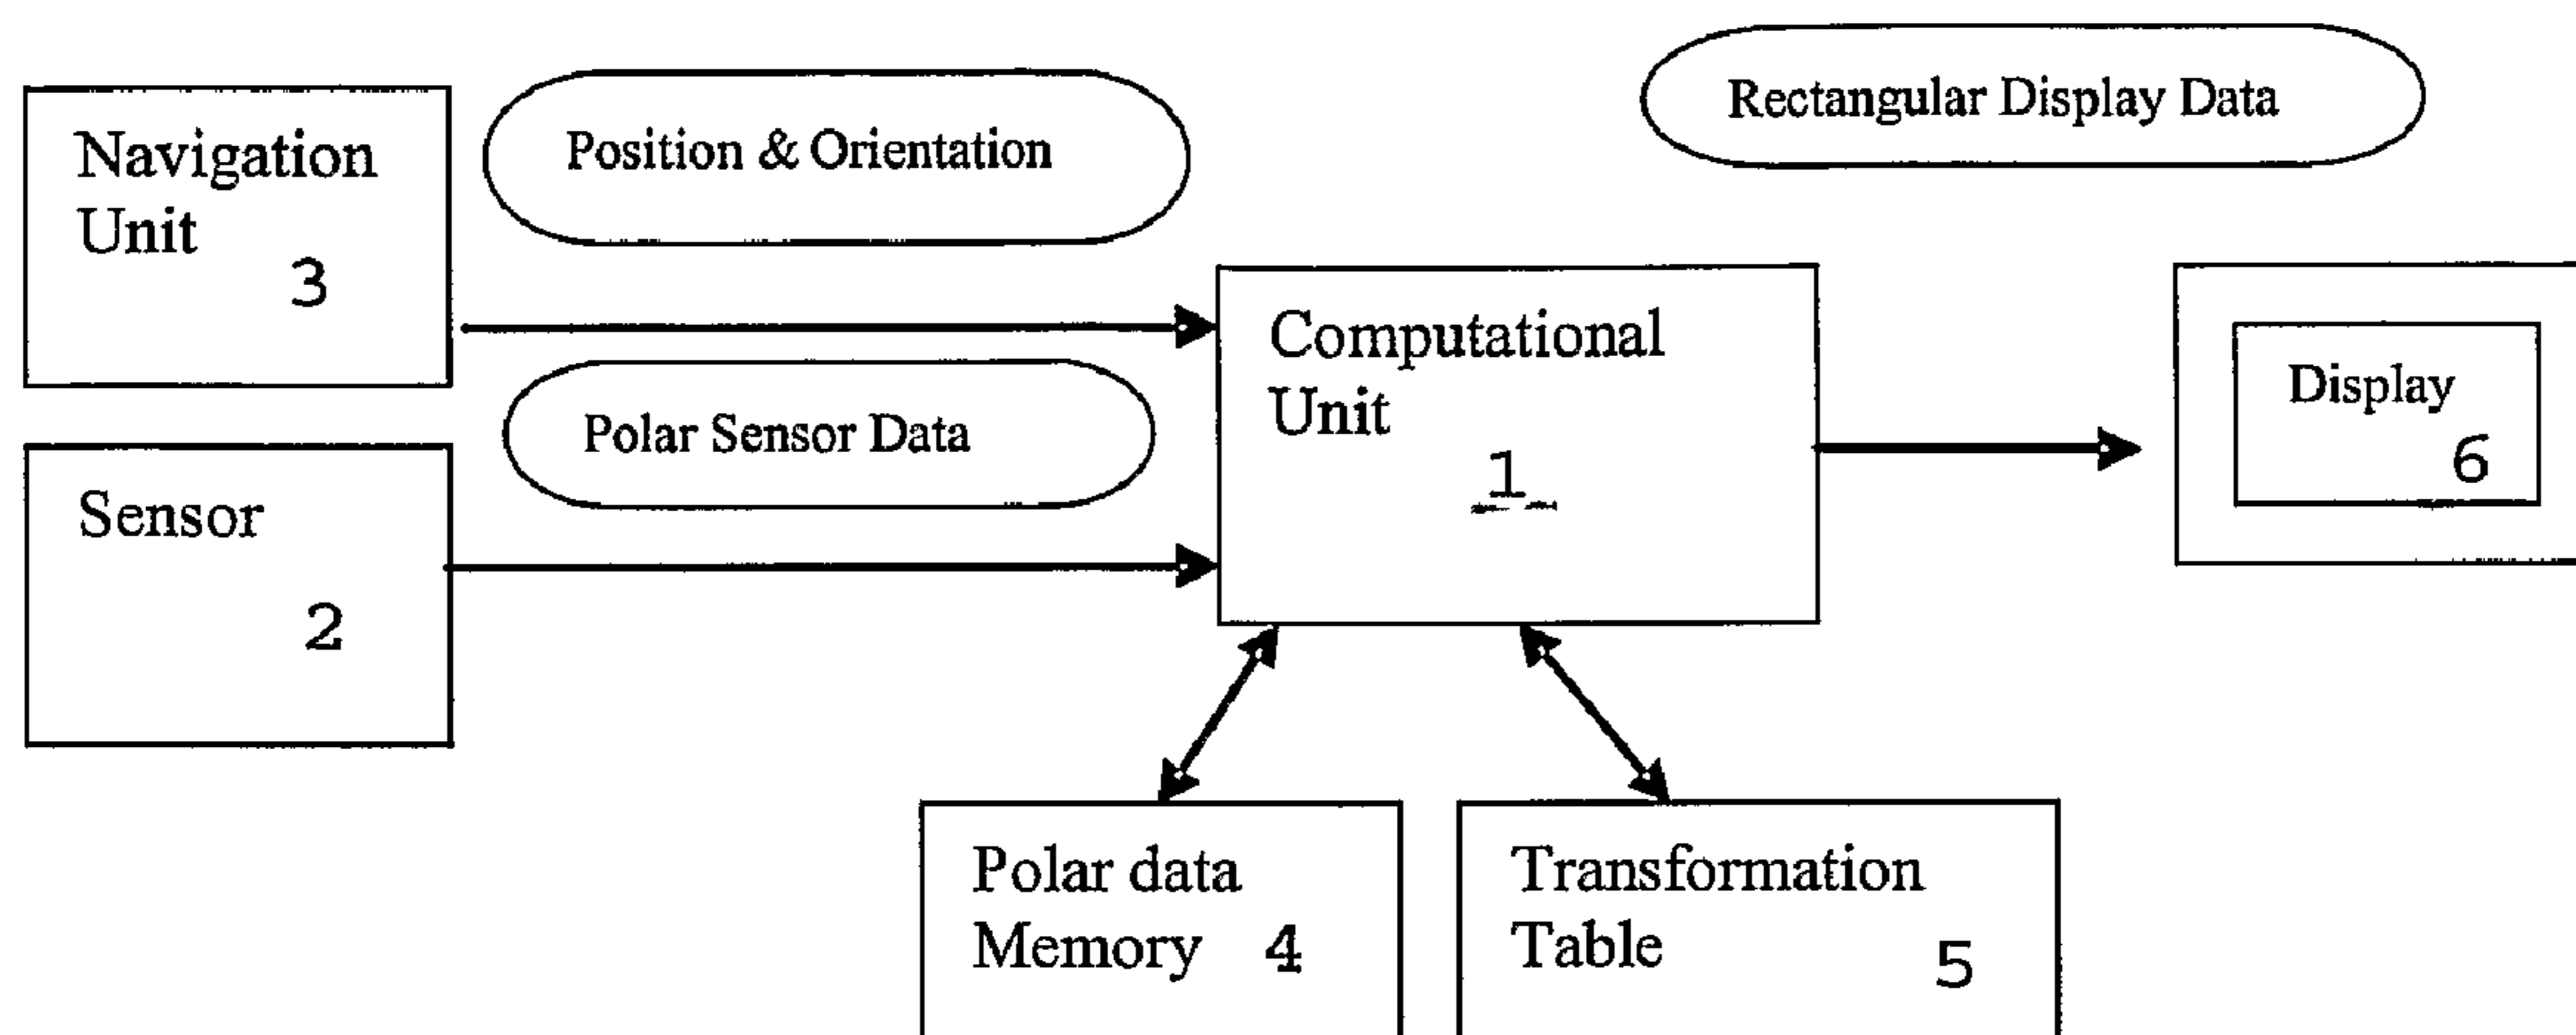 Rectangular Display Data
Navigation
Unit
3
Position & Orientation
Computational
Unit
1
Display
6
Polar Sensor Data
Sensor
2
Polar data
Memory 4
Transformation
Table 5